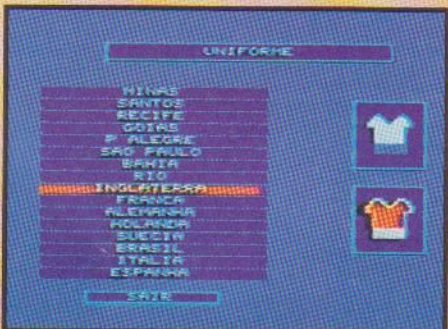 UNIFORME
MINAS
SANTOS
RECIFE
GOIAS
P. ALEGRE
SAO PAULO
BAHIA
RIO
INGLATERRA
FRANCA
ALEMANHA
HOLANDA
SUECIA
BRASIL
ITALIA
ESPANHA
SAIR